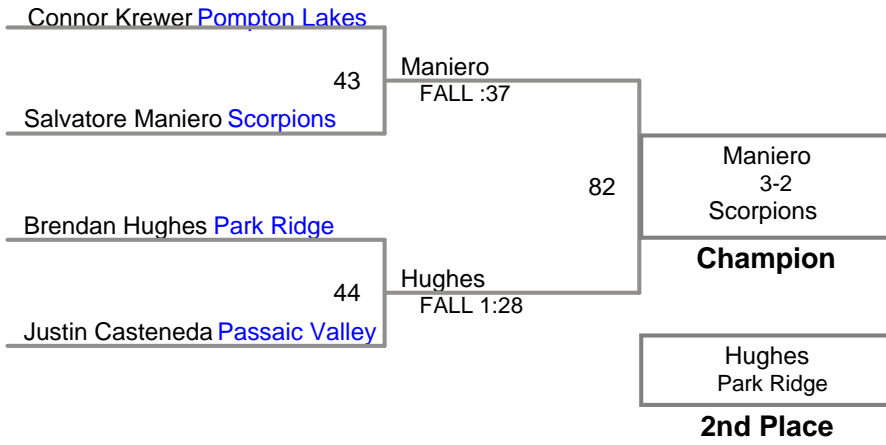 Connor Krewer Pompton Lakes
43
Maniero
FALL :37
Salvatore Maniero Scorpions
82
Maniero
3-2
Scorpions
Champion
Brendan Hughes Park Ridge
44
Hughes
FALL 1:28
Justin Casteneda Passaic Valley
Hughes
Park Ridge
2nd Place